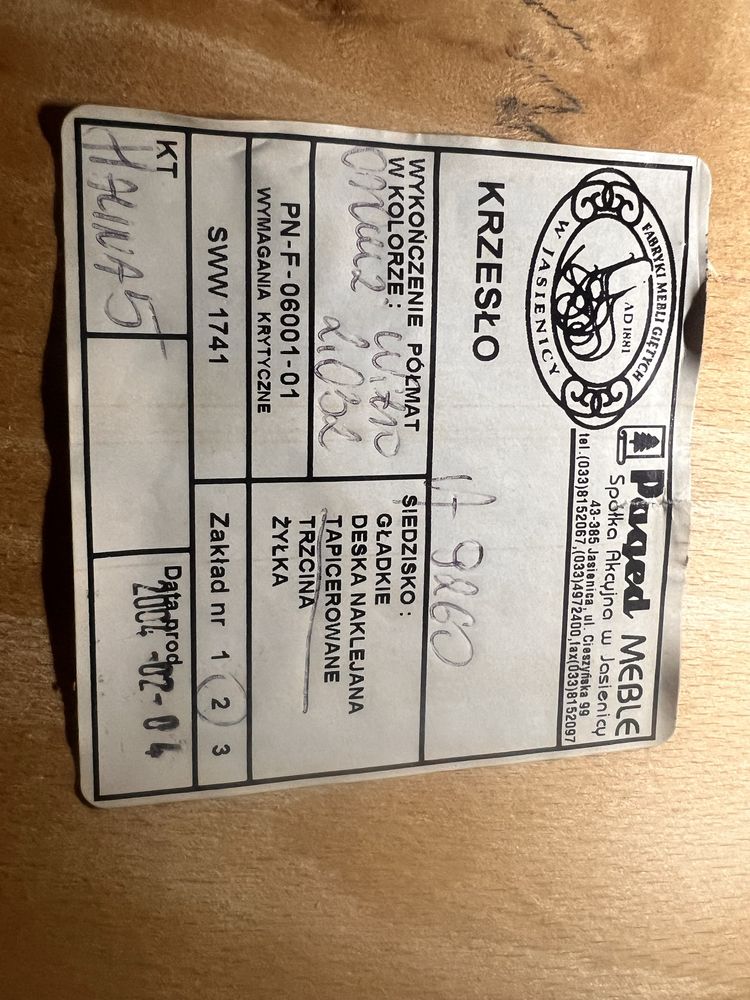 FABRYKI MEBLI GIĘTYCH
AD 1881
W JASIENICY
Paged MEBLE
Spółka Akcyjna w Jasienicy
43-385 Jasienica, ul. Cieszyńska 99
tel.(033)8152067,(033)4972400,fax(033)8152097
KRZESŁO
A 9260
WYKOŃCZENIE PÓŁMAT
W KOLORZE:
SIEDZISKO :
GŁADKIE
DESKA NAKLEJANA
TAPICEROWANE
TRZCINA
ŻYŁKA
PN-F-06001-01
WYMAGANIA KRYTYCZNE
SWW 1741
Zakład nr 1 2 3
KT
HALINA 5
Data prod.
2004-02-04